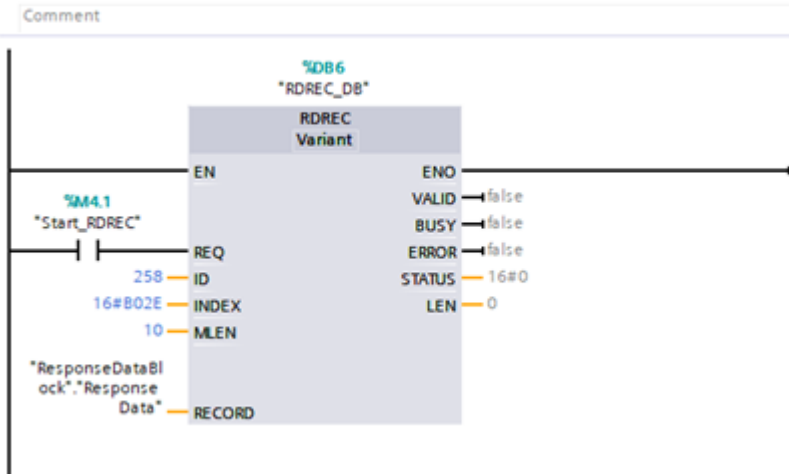 Comment
%DB6
"RDREC_DB"
RDREC
Variant
EN ENO
%M4.1
"Start_RDREC"
VALID false
BUSY false
REQ ERROR false
258 ID STATUS 16#0
16#B02E INDEX LEN 0
10 MLEN
"ResponseDataBl
ock"."Response
Data" RECORD